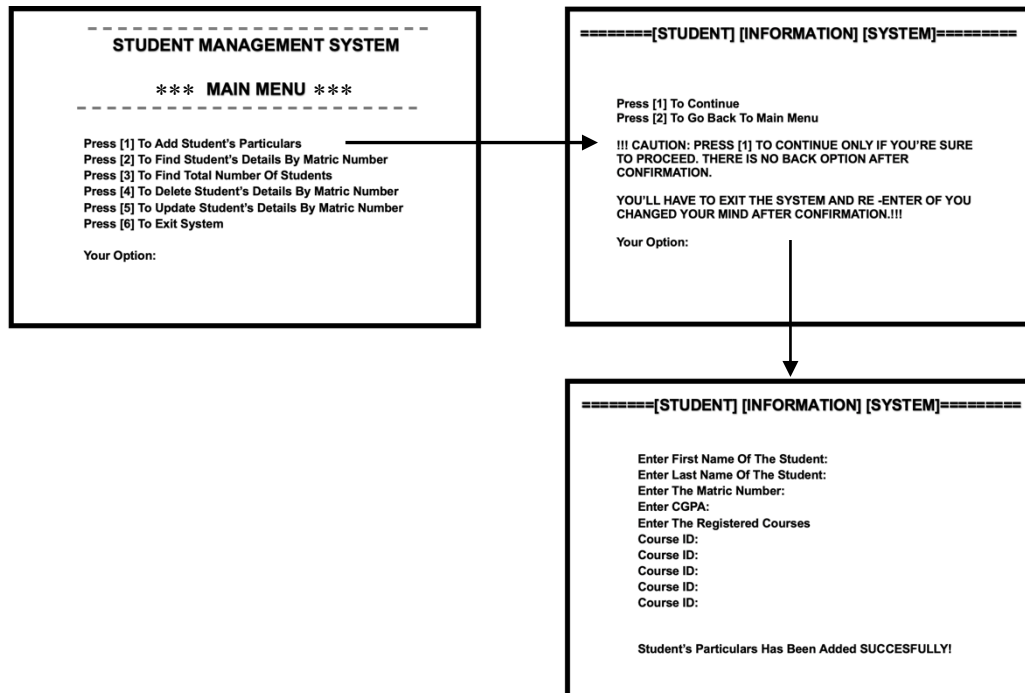 STUDENT MANAGEMENT SYSTEM
*** MAIN MENU ***
Press [1] To Add Student's Particulars
Press [2] To Find Student's Details By Matric Number
Press [3] To Find Total Number Of Students
Press [4] To Delete Student's Details By Matric Number
Press [5] To Update Student's Details By Matric Number
Press [6] To Exit System
Your Option:
========[STUDENT] [INFORMATION] [SYSTEM]=========
Press [1] To Continue
Press [2] To Go Back To Main Menu
!!! CAUTION: PRESS [1] TO CONTINUE ONLY IF YOU'RE SURE
TO PROCEED. THERE IS NO BACK OPTION AFTER
CONFIRMATION.
YOU'LL HAVE TO EXIT THE SYSTEM AND RE -ENTER OF YOU
CHANGED YOUR MIND AFTER CONFIRMATION.!!!
Your Option:
========[STUDENT] [INFORMATION] [SYSTEM]=========
Enter First Name Of The Student:
Enter Last Name Of The Student:
Enter The Matric Number:
Enter CGPA:
Enter The Registered Courses
Course ID:
Course ID:
Course ID:
Course ID:
Course ID:
Student's Particulars Has Been Added SUCCESFULLY!